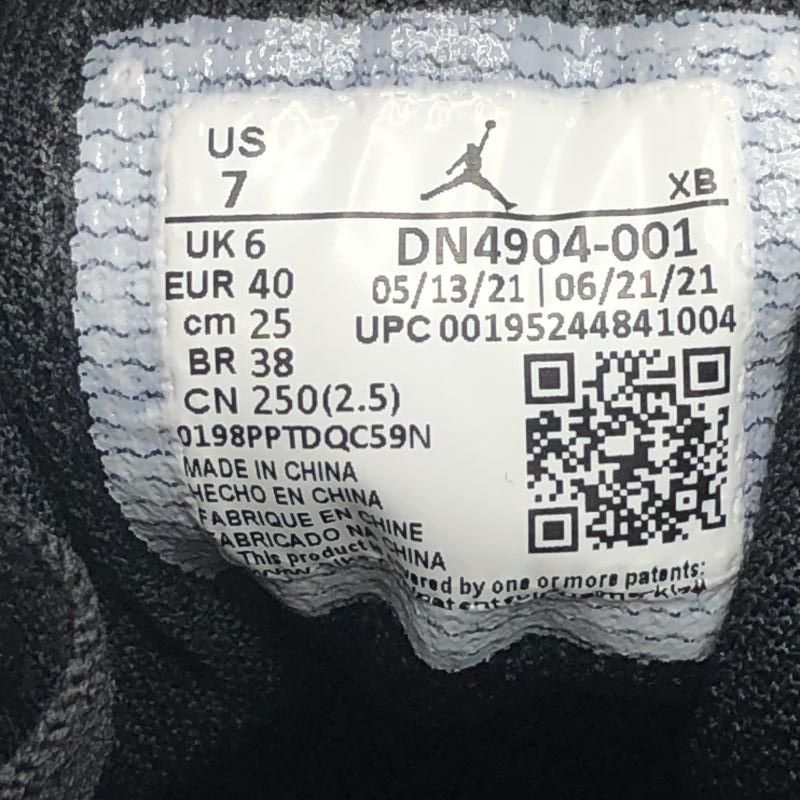 US
7
XB
UK 6
EUR 40
cm 25
BR 38
CN 250(2.5)
DN4904-001
05/13/21 | 06/21/21
UPC 00195244841004
0198PPTDQC59N
MADE IN CHINA
HECHO EN CHINA
FABRIQUE EN CHINE
FABRICADO NA CHINA
This product by one or more patents: